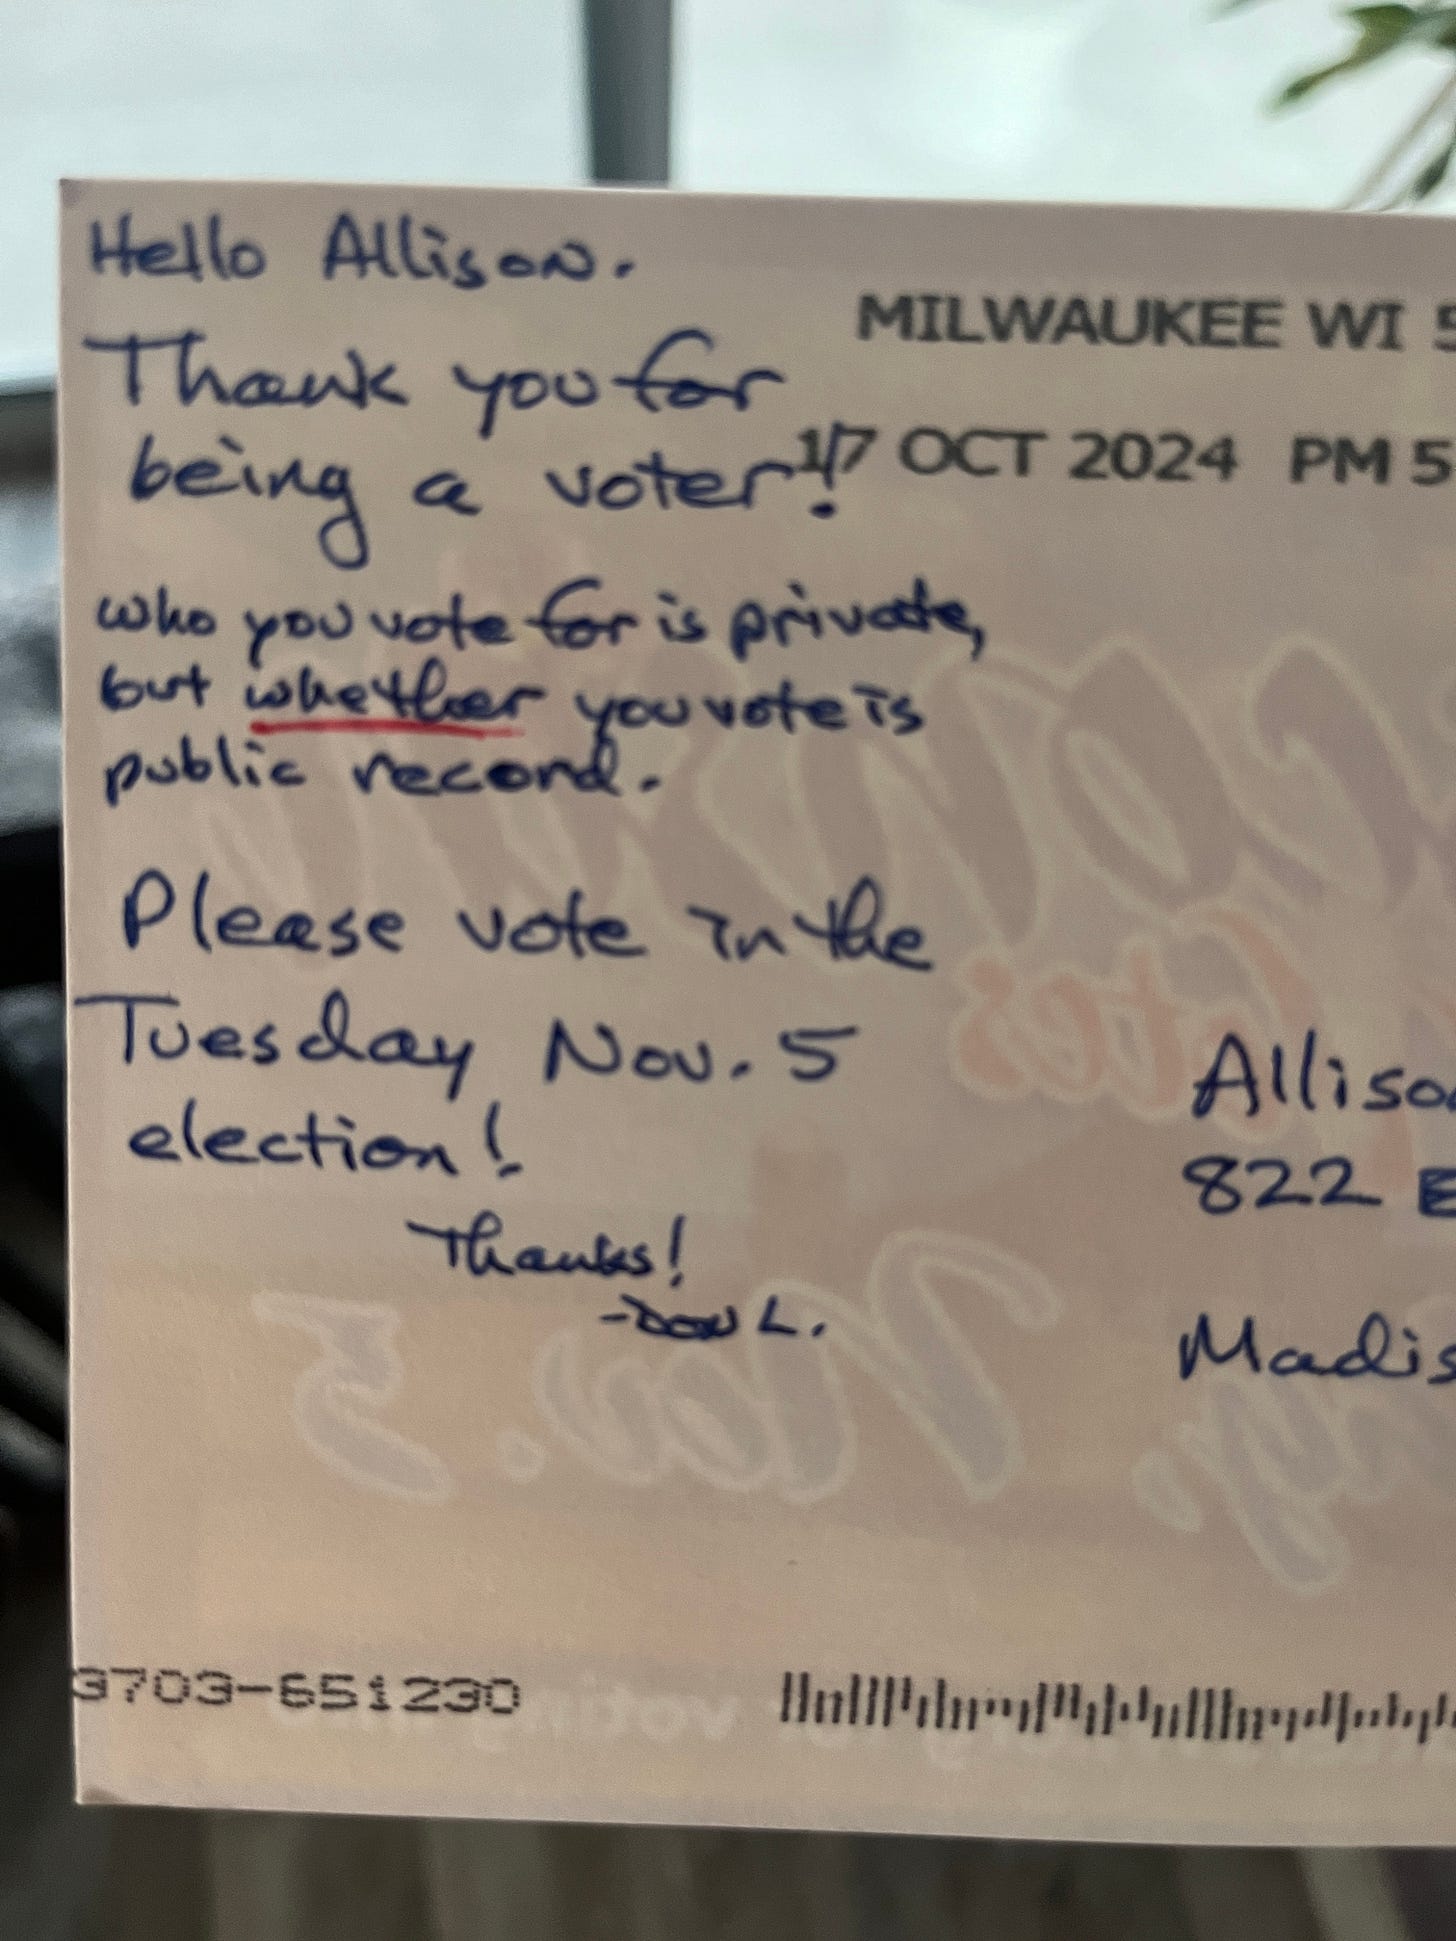 Hello Allison.
Thank you for
being a voter!
who you vote for is private,
but whether you vote is
public record.
Please vote in the
Tuesday Nov. 5
election!
Thanks!
-Don L.
MILWAUKEE WI 5
17 OCT 2024 PM 5
Alliso
822 E
Madis
3703-651230